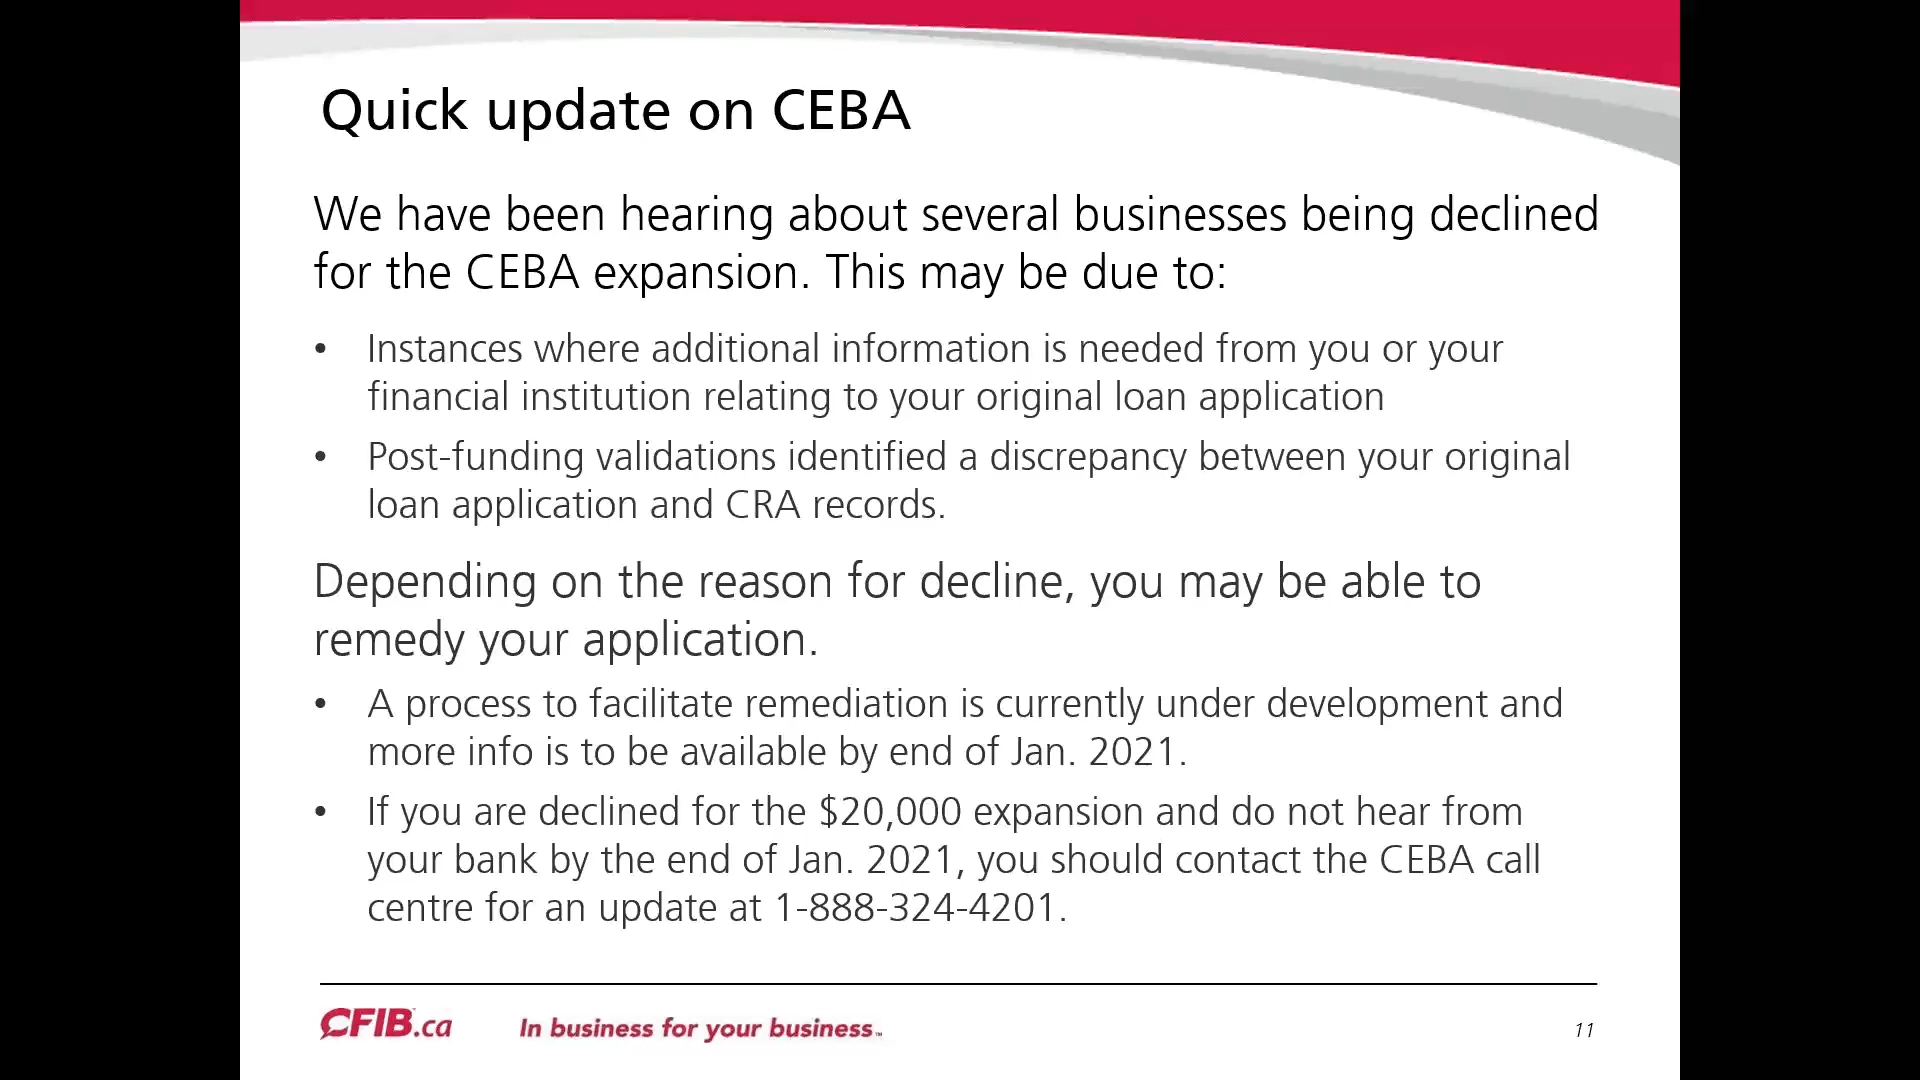 Quick update on CEBA
We have been hearing about several businesses being declined
for the CEBA expansion. This may be due to:
• Instances where additional information is needed from you or your
financial institution relating to your original loan application
• Post-funding validations identified a discrepancy between your original
loan application and CRA records.
Depending on the reason for decline, you may be able to
remedy your application.
• A process to facilitate remediation is currently under development and
more info is to be available by end of Jan. 2021.
• If you are declined for the $20,000 expansion and do not hear from
your bank by the end of Jan. 2021, you should contact the CEBA call
centre for an update at 1-888-324-4201.
CFIB.ca In business for your business™ 11